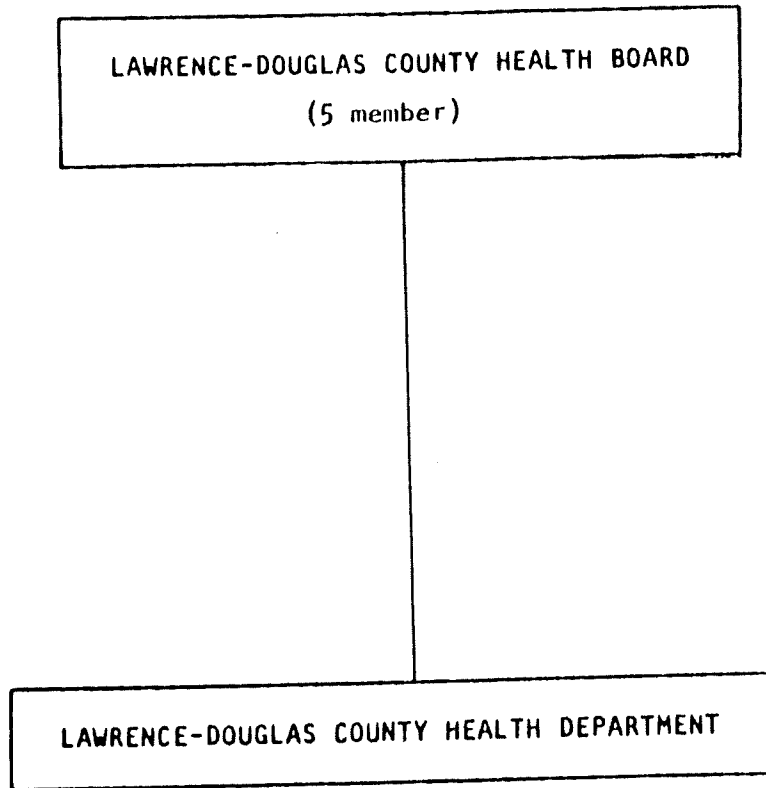 LAWRENCE-DOUGLAS COUNTY HEALTH BOARD
(5 member)
LAWRENCE-DOUGLAS COUNTY HEALTH DEPARTMENT